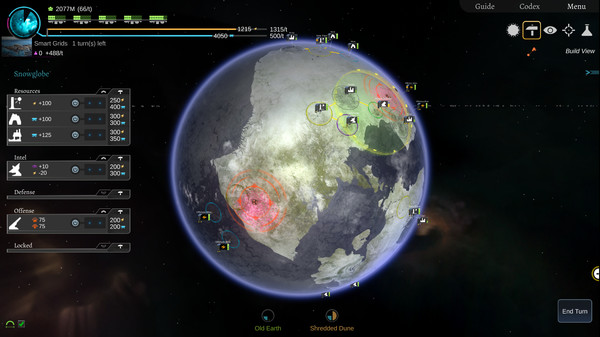 Guide Codex Menu
2077M (66/t)
1215 1315/t
4050 500/t
Smart Grids 1 turn(s) left
0 +488/t
Build View
Snowglobe
Resources
+100 250
400
+100 300
300
+125 300
350
Intel
+10 200
-20 300
Defense
Offense
75 200
75 200
Locked
Old Earth Shredded Dune
End Turn